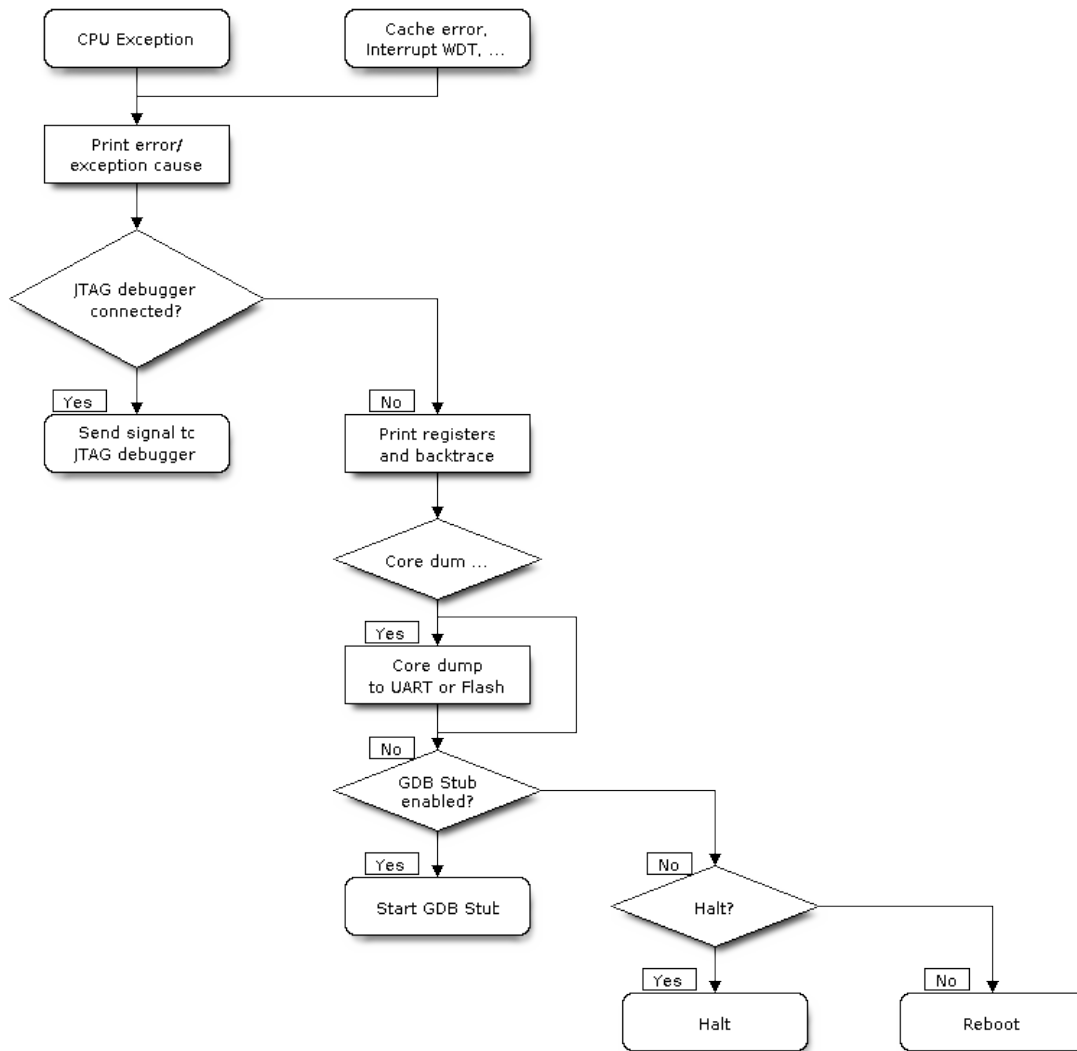 CPU Exception
Cache error,
Interrupt WDT, ...
Print error/
exception cause
JTAG debugger
connected?
Yes
No
Send signal to
JTAG debugger
Print registers
and backtrace
Core dum ...
Yes
Core dump
to UART or Flash
No
GDB Stub
enabled?
Yes
No
Start GDB Stub
Halt?
Yes
No
Halt
Reboot